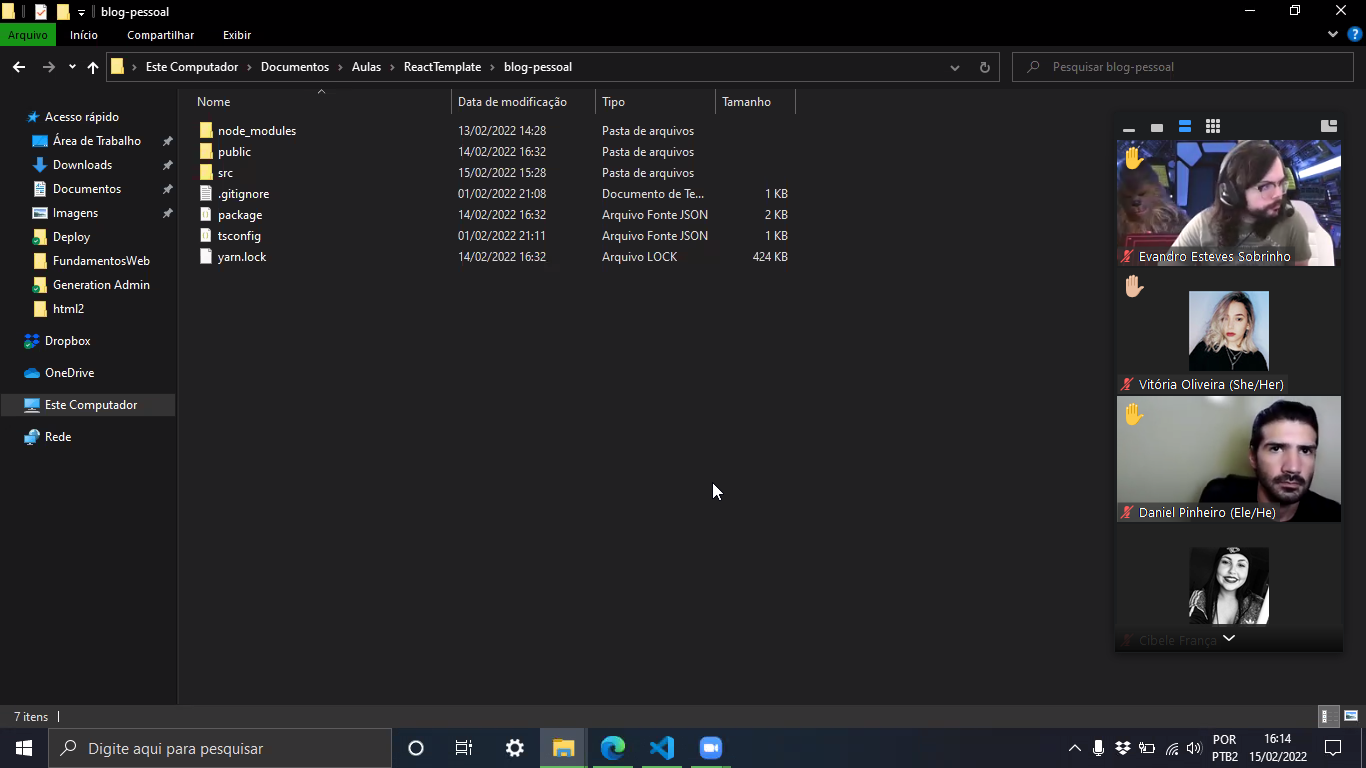 blog-pessoal
Arquivo Início Compartilhar Exibir
Este Computador Documentos Aulas ReactTemplate blog-pessoal
Pesquisar blog-pessoal
Nome Data de modificação Tipo Tamanho
Acesso rápido
Área de Trabalho
Downloads
Documentos
Imagens
Deploy
FundamentosWeb
Generation Admin
html2
Dropbox
OneDrive
Este Computador
Rede
node_modules 13/02/2022 14:28 Pasta de arquivos
public 14/02/2022 16:32 Pasta de arquivos
src 15/02/2022 15:28 Pasta de arquivos
.gitignore 01/02/2022 21:08 Documento de Te... 1 KB
package 14/02/2022 16:32 Arquivo Fonte JSON 2 KB
tsconfig 01/02/2022 21:11 Arquivo Fonte JSON 1 KB
yarn.lock 14/02/2022 16:32 Arquivo LOCK 424 KB
Evandro Esteves Sobrinho
Vitória Oliveira (She/Her)
Daniel Pinheiro (Ele/He)
Cibele França
7 itens
Digite aqui para pesquisar
POR
PTB2
16:14
15/02/2022